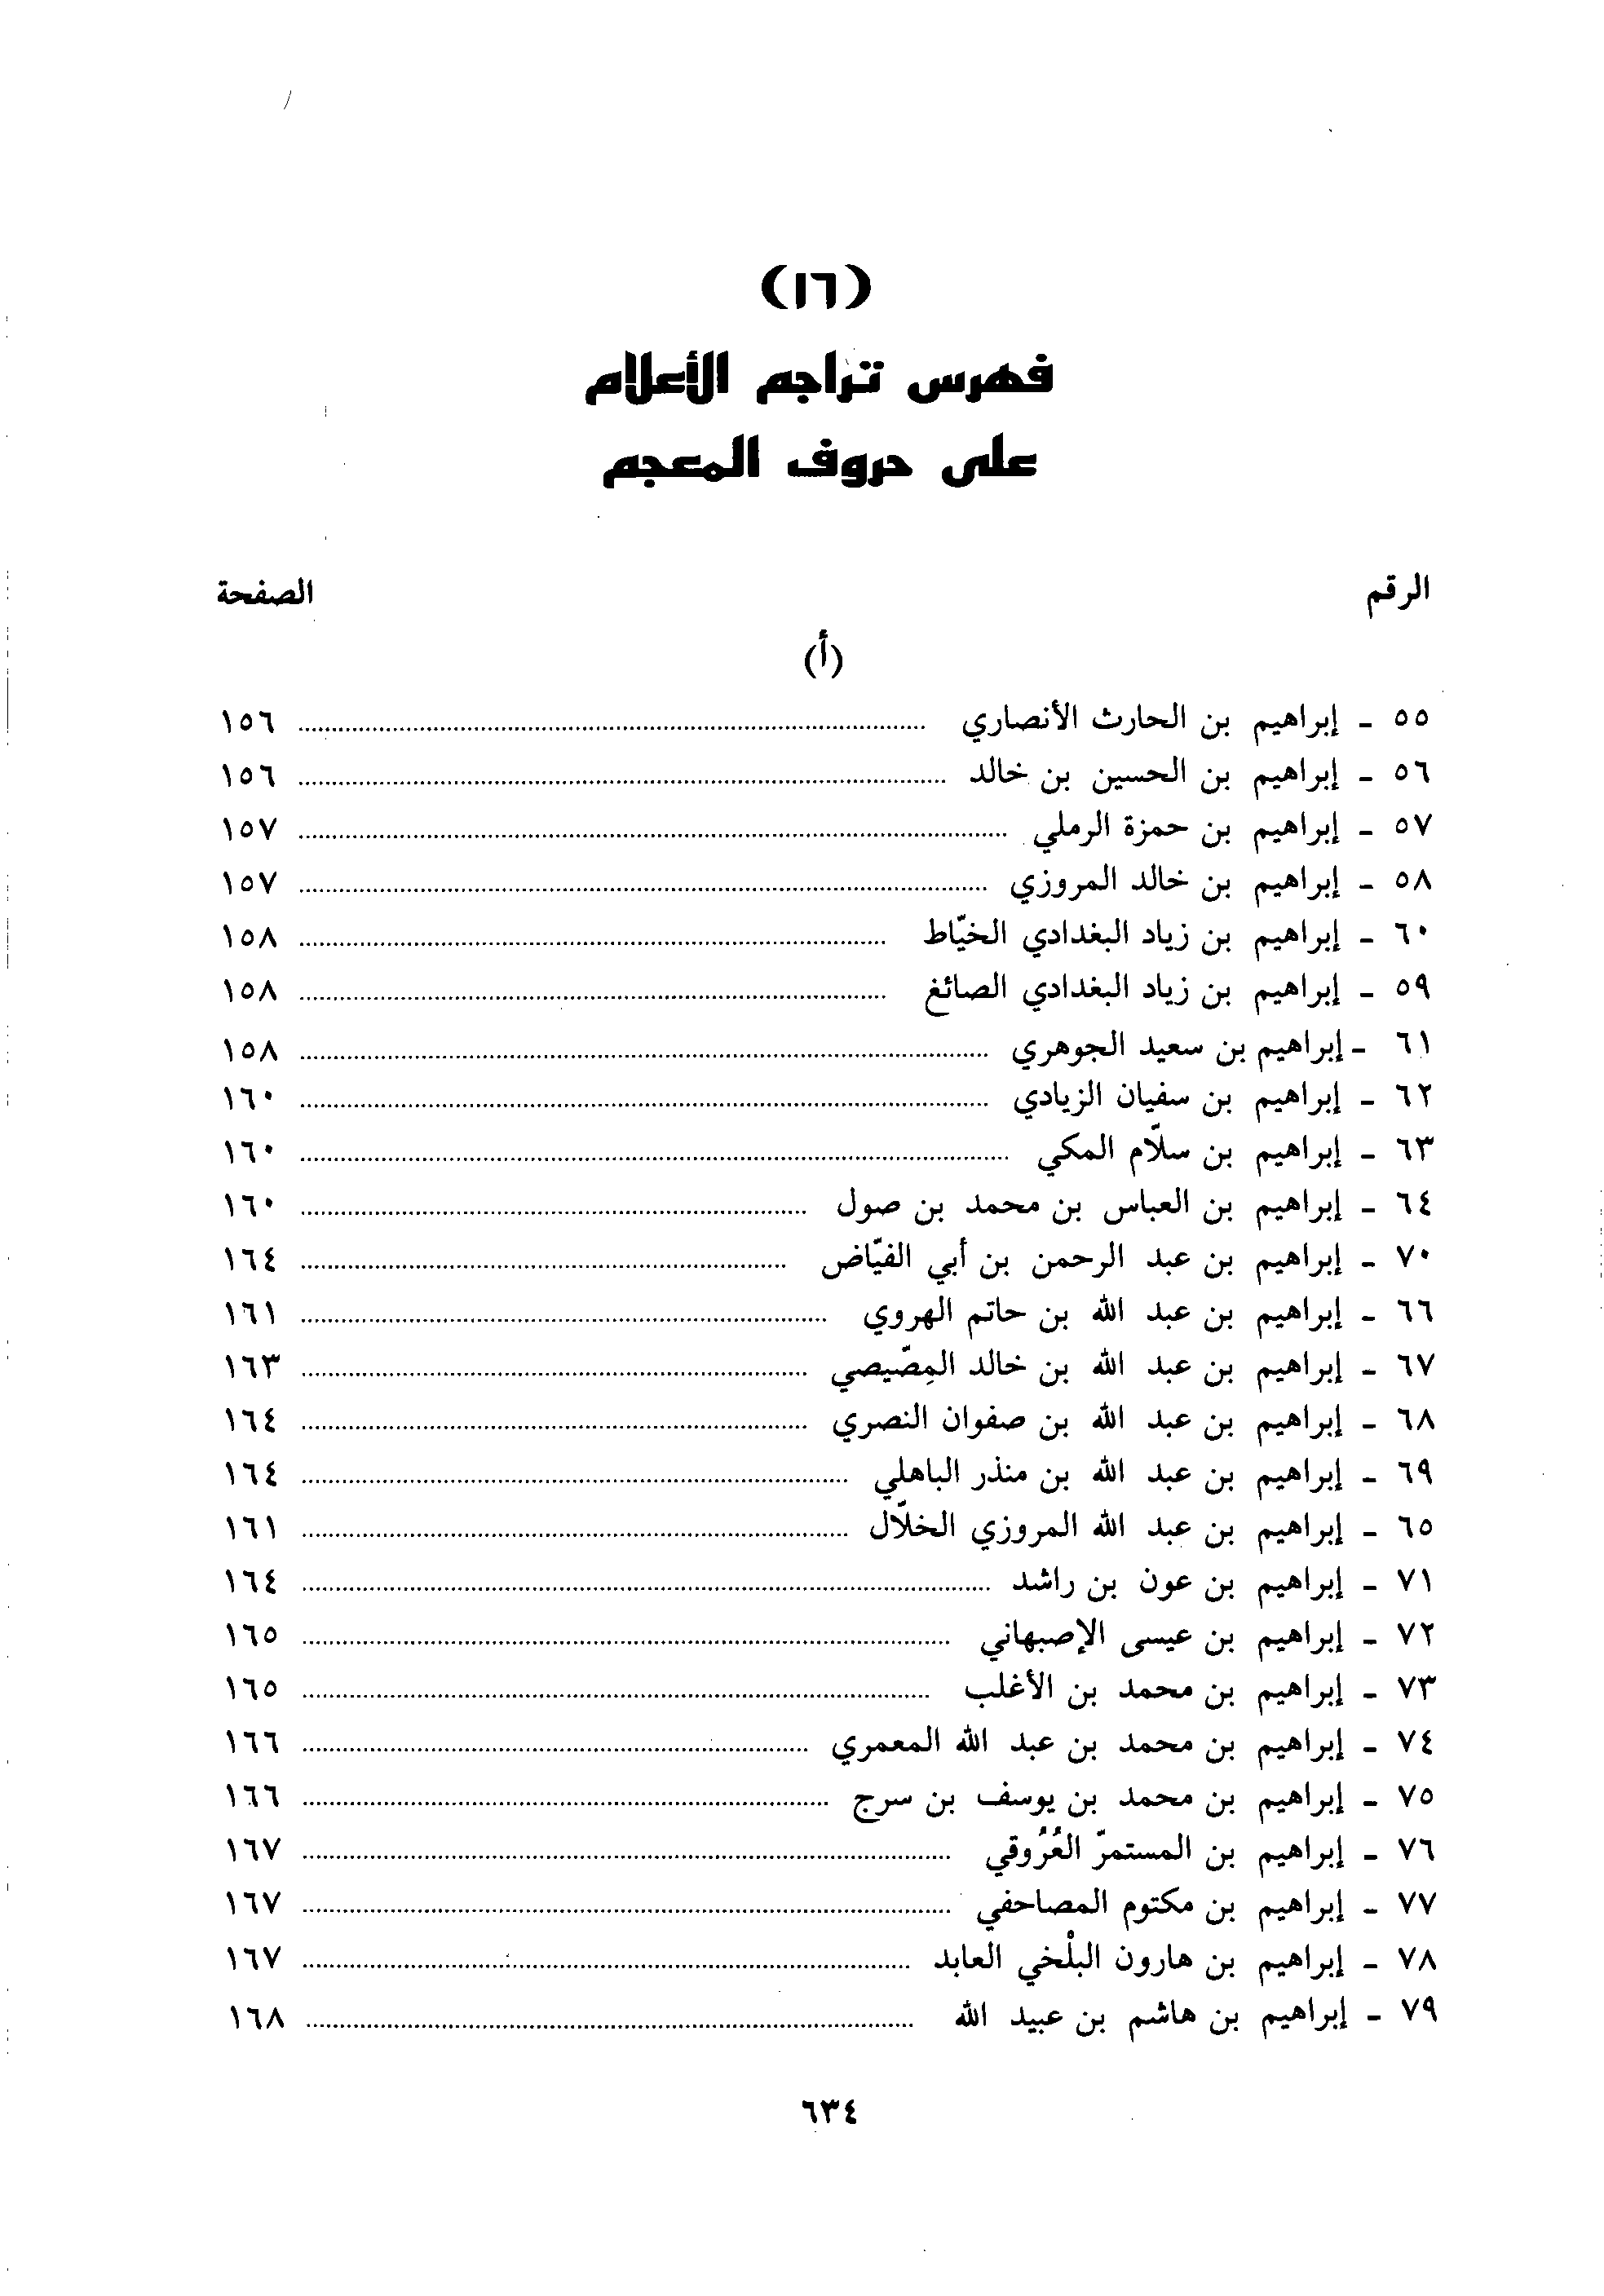 (١٦)
فهرس تراجم الأعلام
على حروف المعجم
الرقم الصفحة
(أ)
٥٥ - إبراهيم بن الحارث الأنصاري ........ ١٥٦
٥٦ - إبراهيم بن الحسين بن خالد ........ ١٥٦
٥٧ - إبراهيم بن حمزة الرملي ........ ١٥٧
٥٨ - إبراهيم بن خالد المروزي ........ ١٥٧
٦٠ - إبراهيم بن زياد البغدادي الخيّاط ........ ١٥٨
٥٩ - إبراهيم بن زياد البغدادي الصائغ ........ ١٥٨
٦١ - إبراهيم بن سعيد الجوهري ........ ١٥٨
٦٢ - إبراهيم بن سفيان الزيادي ........ ١٦٠
٦٣ - إبراهيم بن سلّام المكي ........ ١٦٠
٦٤ - إبراهيم بن العباس بن محمد بن صول ........ ١٦٠
٧٠ - إبراهيم بن عبد الرحمن بن أبي الفيّاض ........ ١٦٤
٦٦ - إبراهيم بن عبد الله بن حاتم الهروي ........ ١٦١
٦٧ - إبراهيم بن عبد الله بن خالد المِصّيصي ........ ١٦٣
٦٨ - إبراهيم بن عبد الله بن صفوان النصري ........ ١٦٤
٦٩ - إبراهيم بن عبد الله بن منذر الباهلي ........ ١٦٤
٦٥ - إبراهيم بن عبد الله المروزي الخلّال ........ ١٦١
٧١ - إبراهيم بن عون بن راشد ........ ١٦٤
٧٢ - إبراهيم بن عيسى الإصبهاني ........ ١٦٥
٧٣ - إبراهيم بن محمد بن الأغلب ........ ١٦٥
٧٤ - إبراهيم بن محمد بن عبد الله المعمري ........ ١٦٦
٧٥ - إبراهيم بن محمد بن يوسف بن سرج ........ ١٦٦
٧٦ - إبراهيم بن المستمرّ العُرُوقي ........ ١٦٧
٧٧ - إبراهيم بن مكتوم المصاحفي ........ ١٦٧
٧٨ - إبراهيم بن هارون البلْخي العابد ........ ١٦٧
٧٩ - إبراهيم بن هاشم بن عبيد الله ........ ١٦٨
٦٣٤